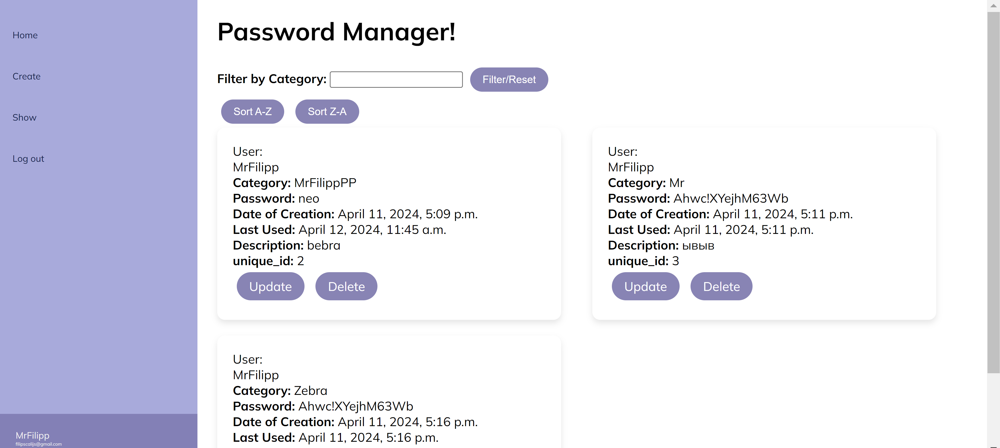 Home
Create
Show
Log out
MrFilipp
filipscalijs@gmail.com
Password Manager!
Filter by Category:
Filter/Reset
Sort A-Z
Sort Z-A
User:
MrFilipp
Category: MrFilippPP
Password: neo
Date of Creation: April 11, 2024, 5:09 p.m.
Last Used: April 12, 2024, 11:45 a.m.
Description: bebra
unique_id: 2
Update
Delete
User:
MrFilipp
Category: Mr
Password: Ahwc!XYejhM63Wb
Date of Creation: April 11, 2024, 5:11 p.m.
Last Used: April 11, 2024, 5:11 p.m.
Description: ывыв
unique_id: 3
Update
Delete
User:
MrFilipp
Category: Zebra
Password: Ahwc!XYejhM63Wb
Date of Creation: April 11, 2024, 5:16 p.m.
Last Used: April 11, 2024, 5:16 p.m.